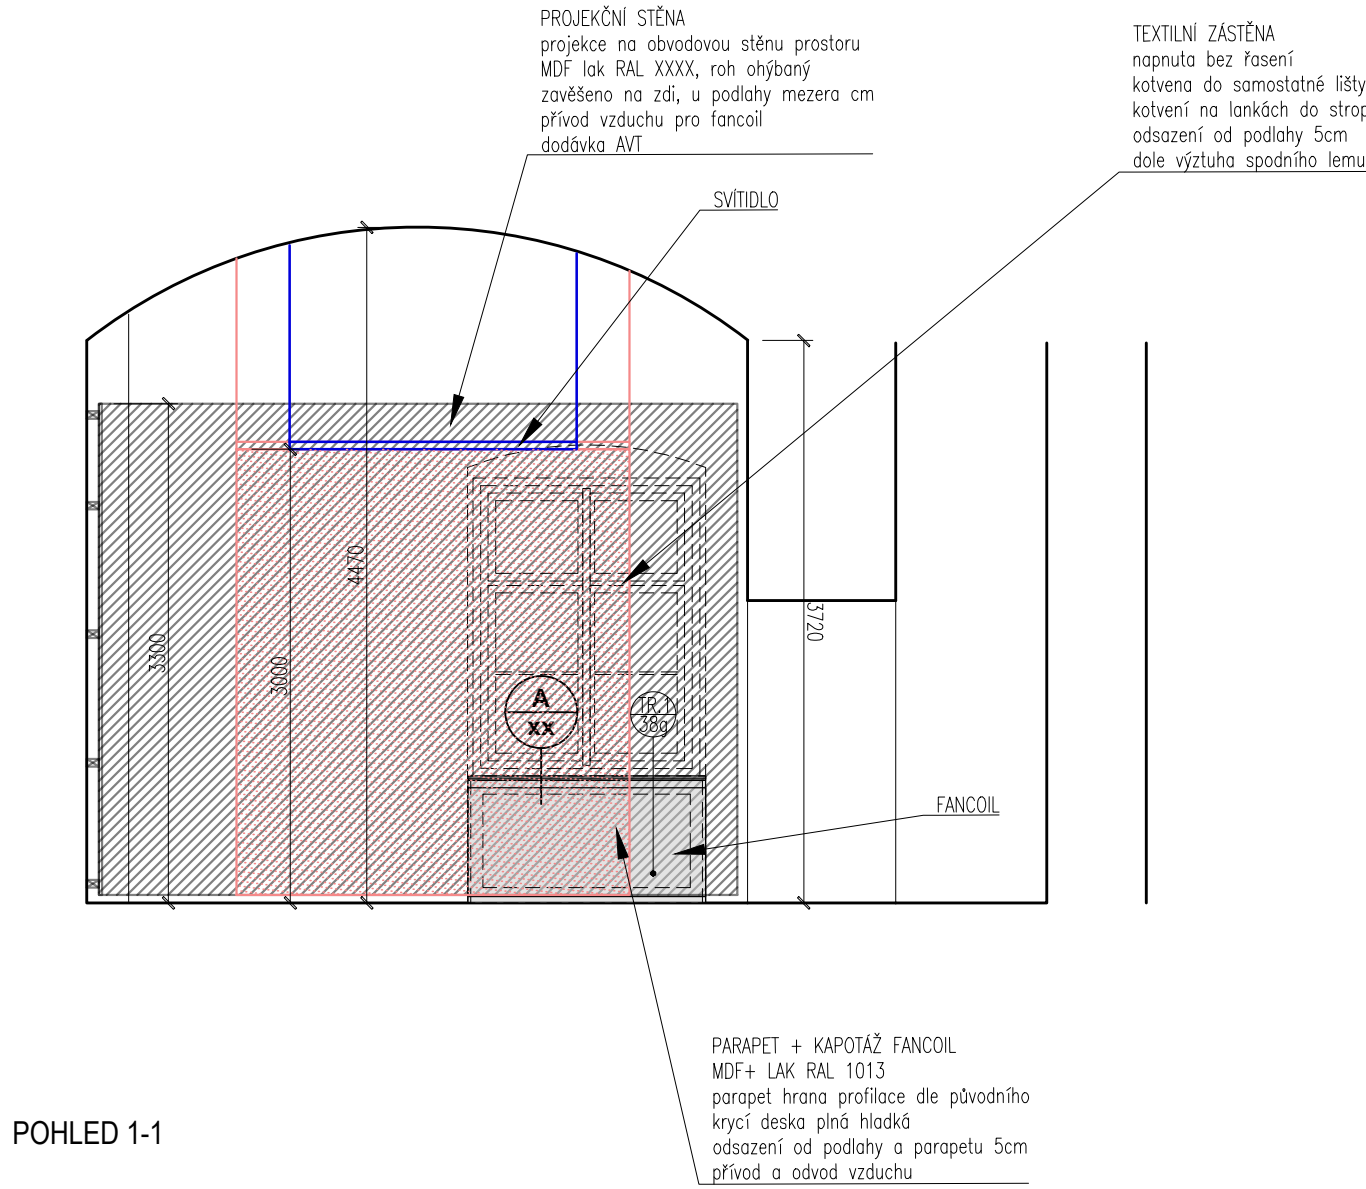 PROJEKČNÍ STĚNA
projekce na obvodovou stěnu prostoru
MDF lak RAL XXXX, roh ohýbaný
zavěšeno na zdi, u podlahy mezera cm
přívod vzduchu pro fancoil
dodávka AVT
TEXTILNÍ ZÁSTĚNA
napnuta bez řasení
kotvena do samostatné lišty
kotvení na lankách do strop
odsazení od podlahy 5cm
dole výztuha spodního lemu
SVÍTIDLO
4470
3300
3000
3720
A
xx
TR.1
38g
FANCOIL
PARAPET + KAPOTÁŽ FANCOIL
MDF+ LAK RAL 1013
parapet hrana profilace dle původního
krycí deska plná hladká
odsazení od podlahy a parapetu 5cm
přívod a odvod vzduchu
POHLED 1-1